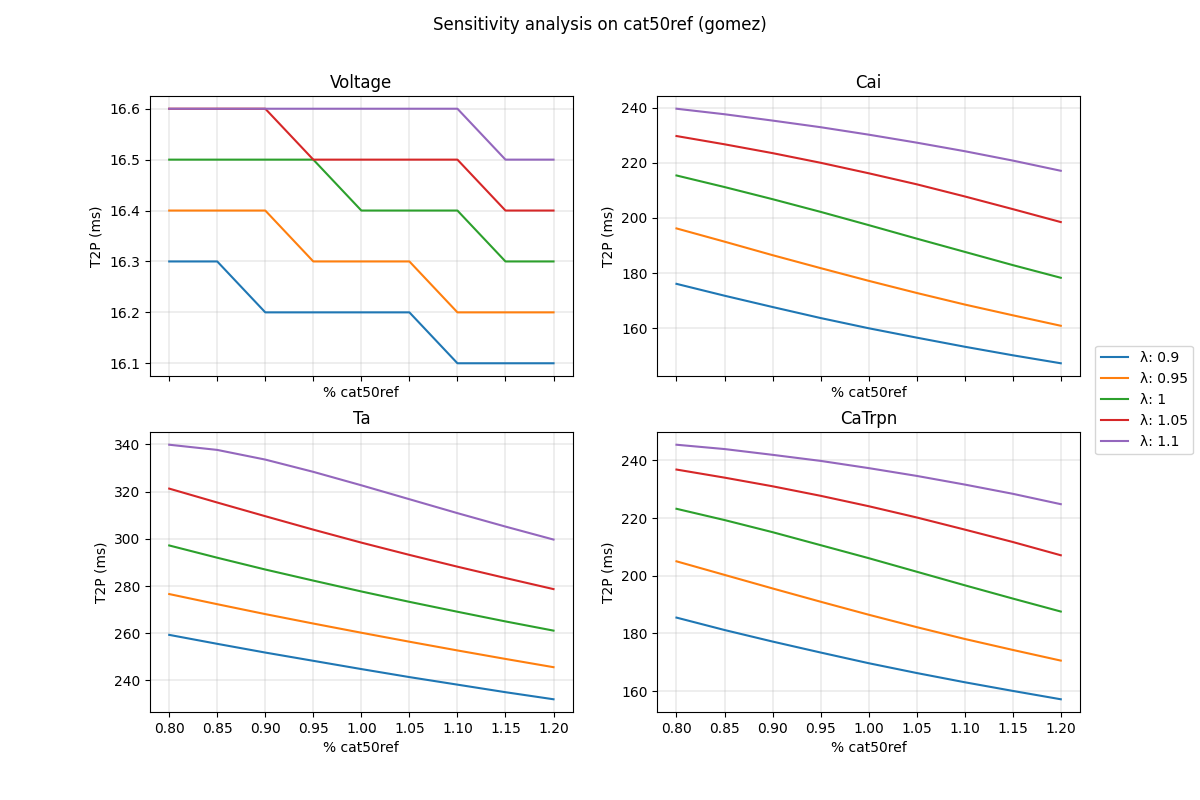 Sensitivity analysis on cat50ref (gomez)
Voltage
16.6
16.5
16.4
16.3
16.2
16.1
T2P (ms)
% cat50ref
Cai
240
220
200
180
160
T2P (ms)
% cat50ref
λ: 0.9
λ: 0.95
λ: 1
λ: 1.05
λ: 1.1
Ta
340
320
300
280
260
240
T2P (ms)
0.80 0.85 0.90 0.95 1.00 1.05 1.10 1.15 1.20
% cat50ref
CaTrpn
240
220
200
180
160
T2P (ms)
0.80 0.85 0.90 0.95 1.00 1.05 1.10 1.15 1.20
% cat50ref